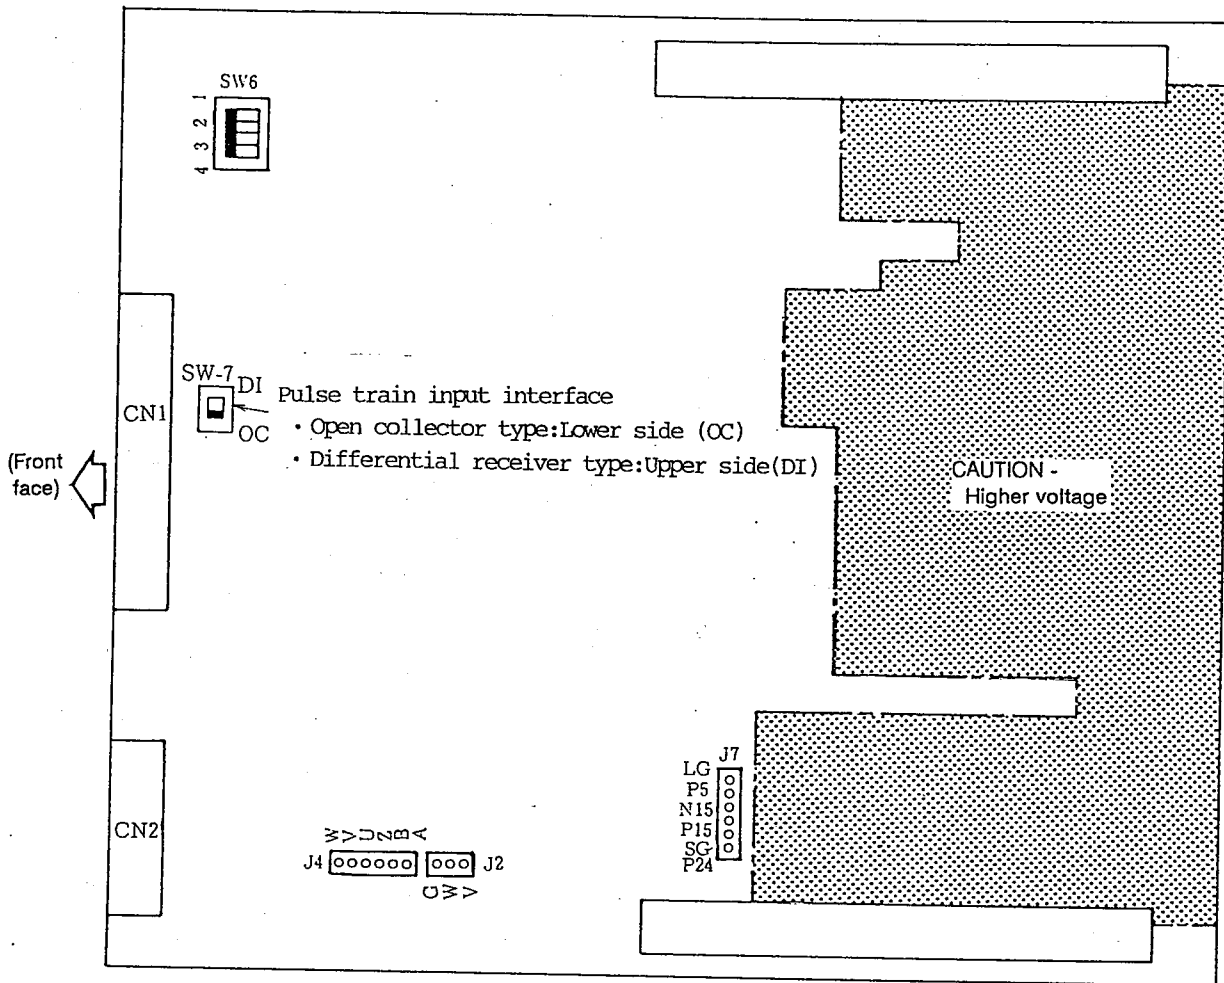 SW6
1
2
3
4
SW-7
DI
OC
CN1
Pulse train input interface
・Open collector type:Lower side (OC)
・Differential receiver type:Upper side(DI)
(Front
face)
CAUTION -
Higher voltage
J7
LG
P5
N15
P15
SG
P24
CN2
W V U Z B A
J4
J2
G W V